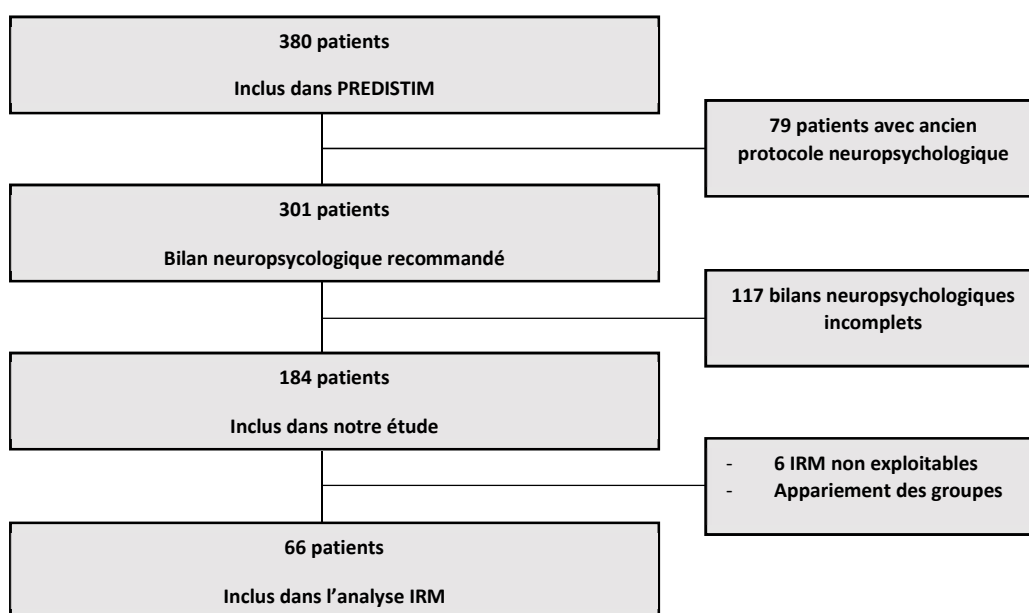 380 patients
Inclus dans PREDISTIM
79 patients avec ancien
protocole neuropsychologique
301 patients
Bilan neuropsycologique recommandé
117 bilans neuropsychologiques
incomplets
184 patients
Inclus dans notre étude
- 6 IRM non exploitables
- Appariement des groupes
66 patients
Inclus dans l'analyse IRM